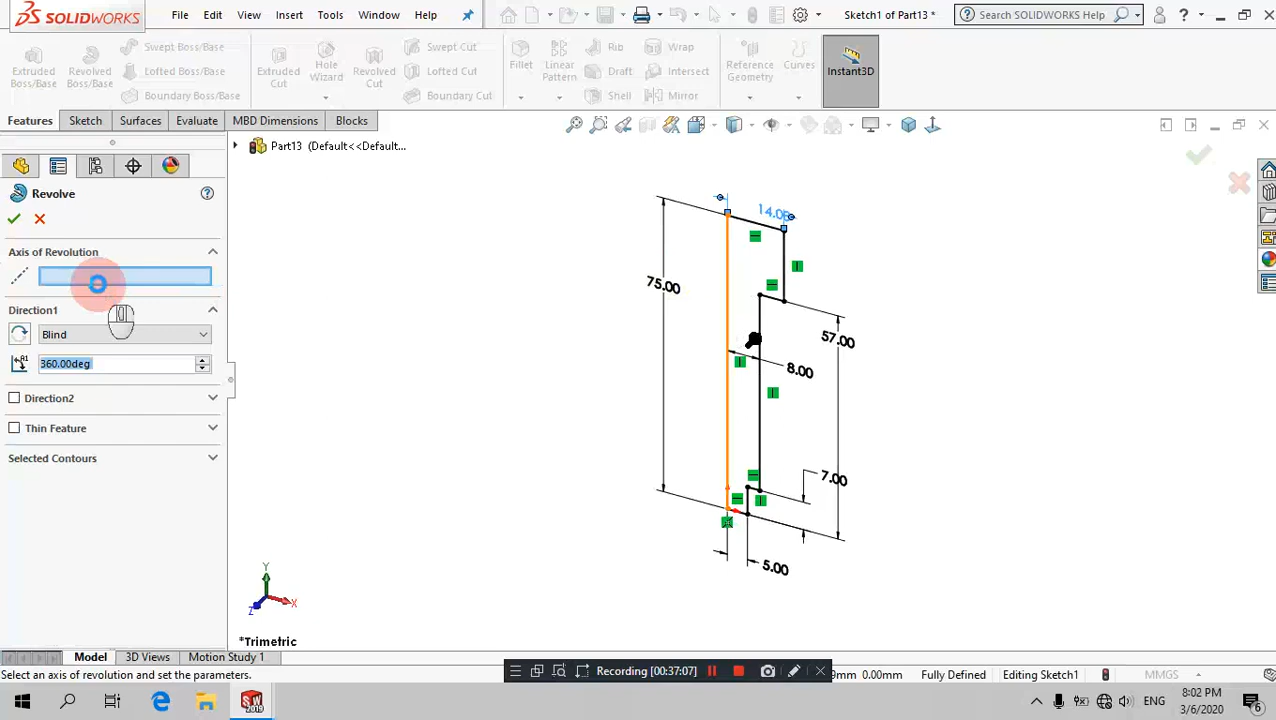 SOLIDWORKS
File Edit View Insert Tools Window Help
Sketch1 of Part13 *
Search SOLIDWORKS Help
?
Extruded Boss/Base
Revolved Boss/Base
Swept Boss/Base
Lofted Boss/Base
Boundary Boss/Base
Extruded Cut
Hole Wizard
Revolved Cut
Swept Cut
Lofted Cut
Boundary Cut
Fillet
Linear Pattern
Rib
Draft
Shell
Wrap
Intersect
Mirror
Reference Geometry
Curves
Instant3D
Features Sketch Surfaces Evaluate MBD Dimensions Blocks
Part13 (Default<<Default...
Revolve
?
Axis of Revolution
Direction1
Blind
360.00deg
Direction2
Thin Feature
Selected Contours
75.00
57.00
8.00
7.00
5.00
Y
X
Z
*Trimetric
Model 3D Views Motion Study 1
Recording [00:37:07]
Select an axis of revolution and set the parameters.
9mm 0.00mm Fully Defined Editing Sketch1 MMGS
SW
2019
ENG
8:02 PM
3/6/2020
6